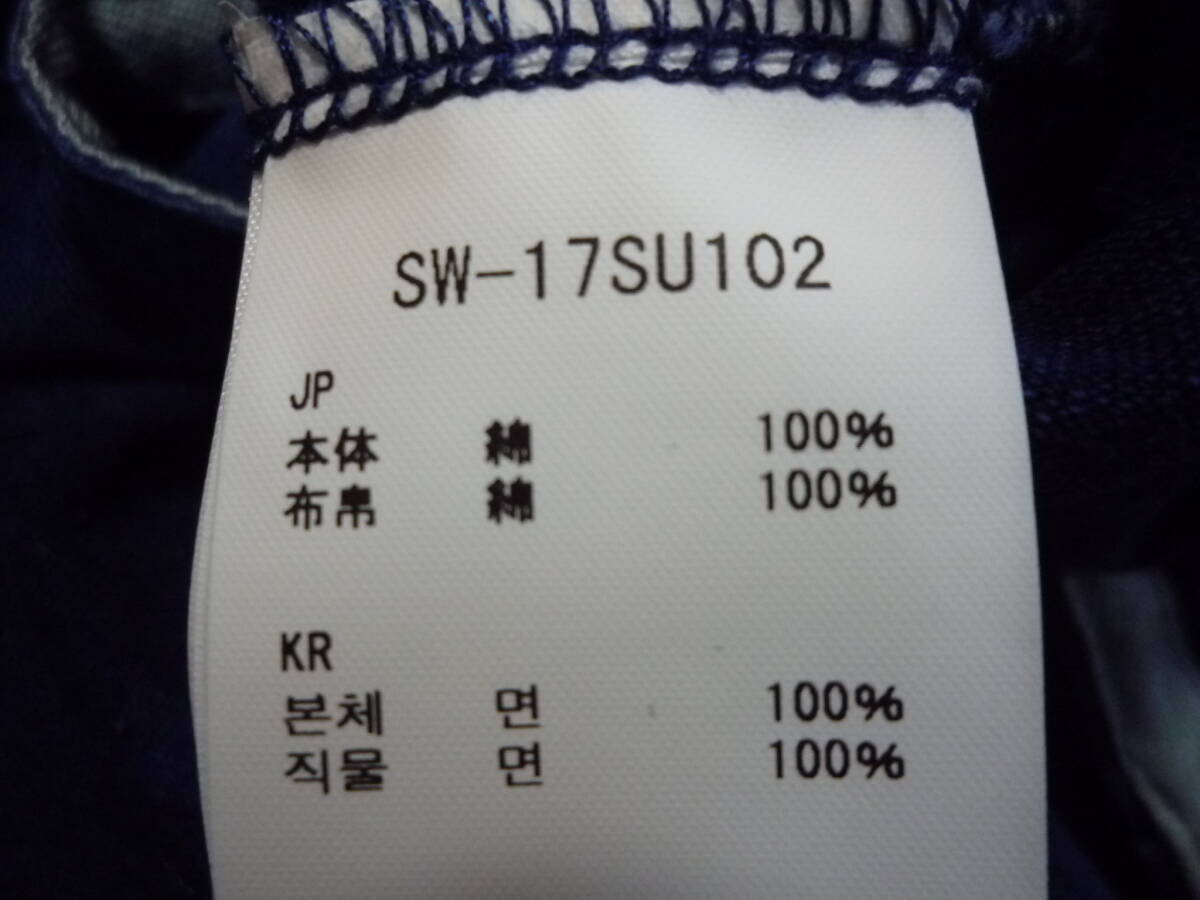 SW-17SU102
JP
本体 綿 100%
布帛 綿 100%
KR
본체 면 100%
직물 면 100%